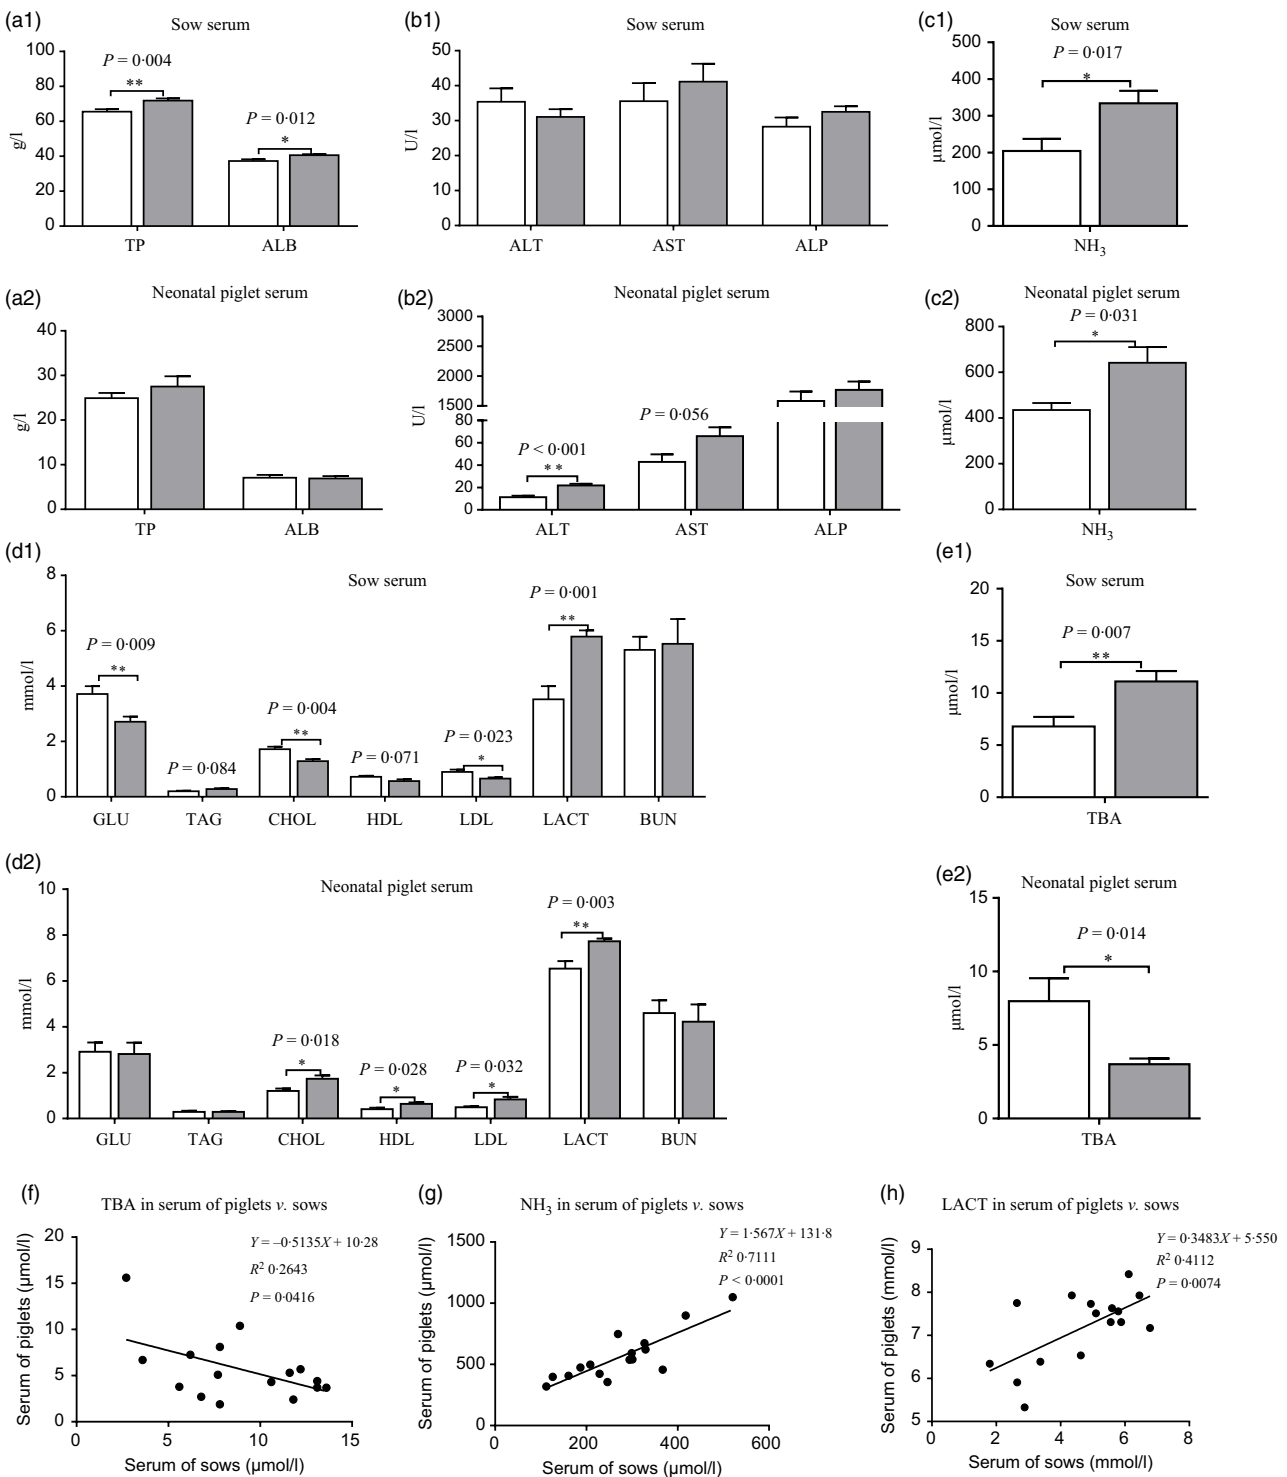 (a1)
Sow serum
100
80
60
40
20
0
g/l
P = 0·004
**
P = 0·012
*
TP
ALB
(b1)
Sow serum
50
40
30
20
10
0
U/l
ALT
AST
ALP
(c1)
Sow serum
500
400
300
200
100
0
µmol/l
P = 0·017
*
NH₃
(a2)
Neonatal piglet serum
40
30
20
10
0
g/l
TP
ALB
(b2)
Neonatal piglet serum
3000
2500
2000
1500
80
60
40
20
0
U/l
P < 0·001
**
P = 0·056
ALT
AST
ALP
(c2)
Neonatal piglet serum
800
600
400
200
0
µmol/l
P = 0·031
*
NH₃
(d1)
Sow serum
8
6
4
2
0
mmol/l
P = 0·009
**
P = 0·084
P = 0·004
**
P = 0·071
P = 0·023
*
P = 0·001
**
GLU
TAG
CHOL
HDL
LDL
LACT
BUN
(e1)
Sow serum
20
15
10
5
0
µmol/l
P = 0·007
**
TBA
(d2)
Neonatal piglet serum
10
8
6
4
2
0
mmol/l
P = 0·018
*
P = 0·028
*
P = 0·032
*
P = 0·003
**
GLU
TAG
CHOL
HDL
LDL
LACT
BUN
(e2)
Neonatal piglet serum
15
10
5
0
µmol/l
P = 0·014
*
TBA
(f)
TBA in serum of piglets v. sows
Y = –0·5135X + 10·28
R² 0·2643
P = 0·0416
20
15
10
5
0
Serum of piglets (µmol/l)
0
5
10
15
Serum of sows (µmol/l)
(g)
NH₃ in serum of piglets v. sows
Y = 1·567X + 131·8
R² 0·7111
P < 0·0001
1500
1000
500
0
Serum of piglets (µmol/l)
0
200
400
600
Serum of sows (µmol/l)
(h)
LACT in serum of piglets v. sows
Y = 0·3483X + 5·550
R² 0·4112
P = 0·0074
9
8
7
6
5
Serum of piglets (mmol/l)
0
2
4
6
8
Serum of sows (mmol/l)